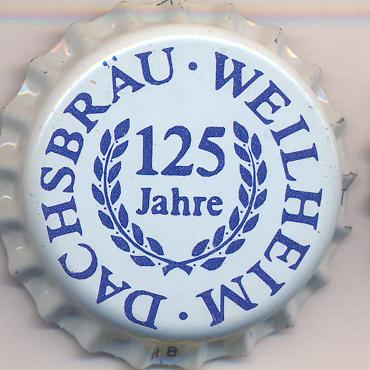 DACHSBRÄU · WEILHEIM ·
125
Jahre